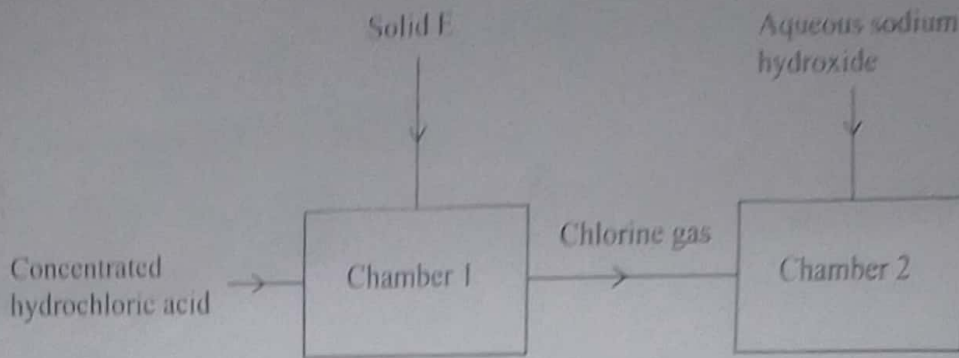 Solid E
Aqueous sodium
hydroxide
Chlorine gas
Concentrated
hydrochloric acid
Chamber 1
Chamber 2